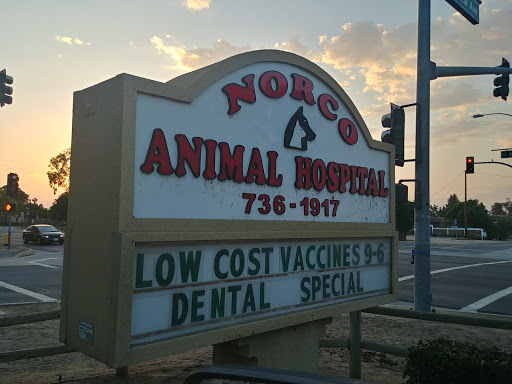 NORCO
ANIMAL HOSPITAL
736-1917
LOW COST VACCINES 9-6
DENTAL SPECIAL